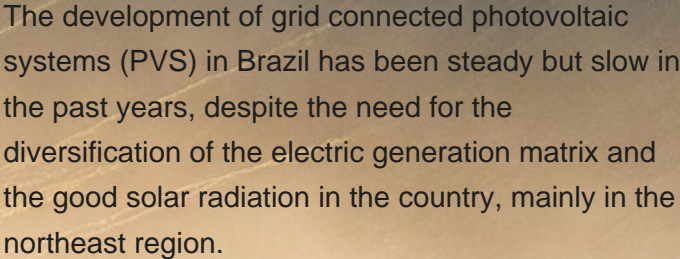 The development of grid connected photovoltaic
systems (PVS) in Brazil has been steady but slow in
the past years, despite the need for the
diversification of the electric generation matrix and
the good solar radiation in the country, mainly in the
northeast region.